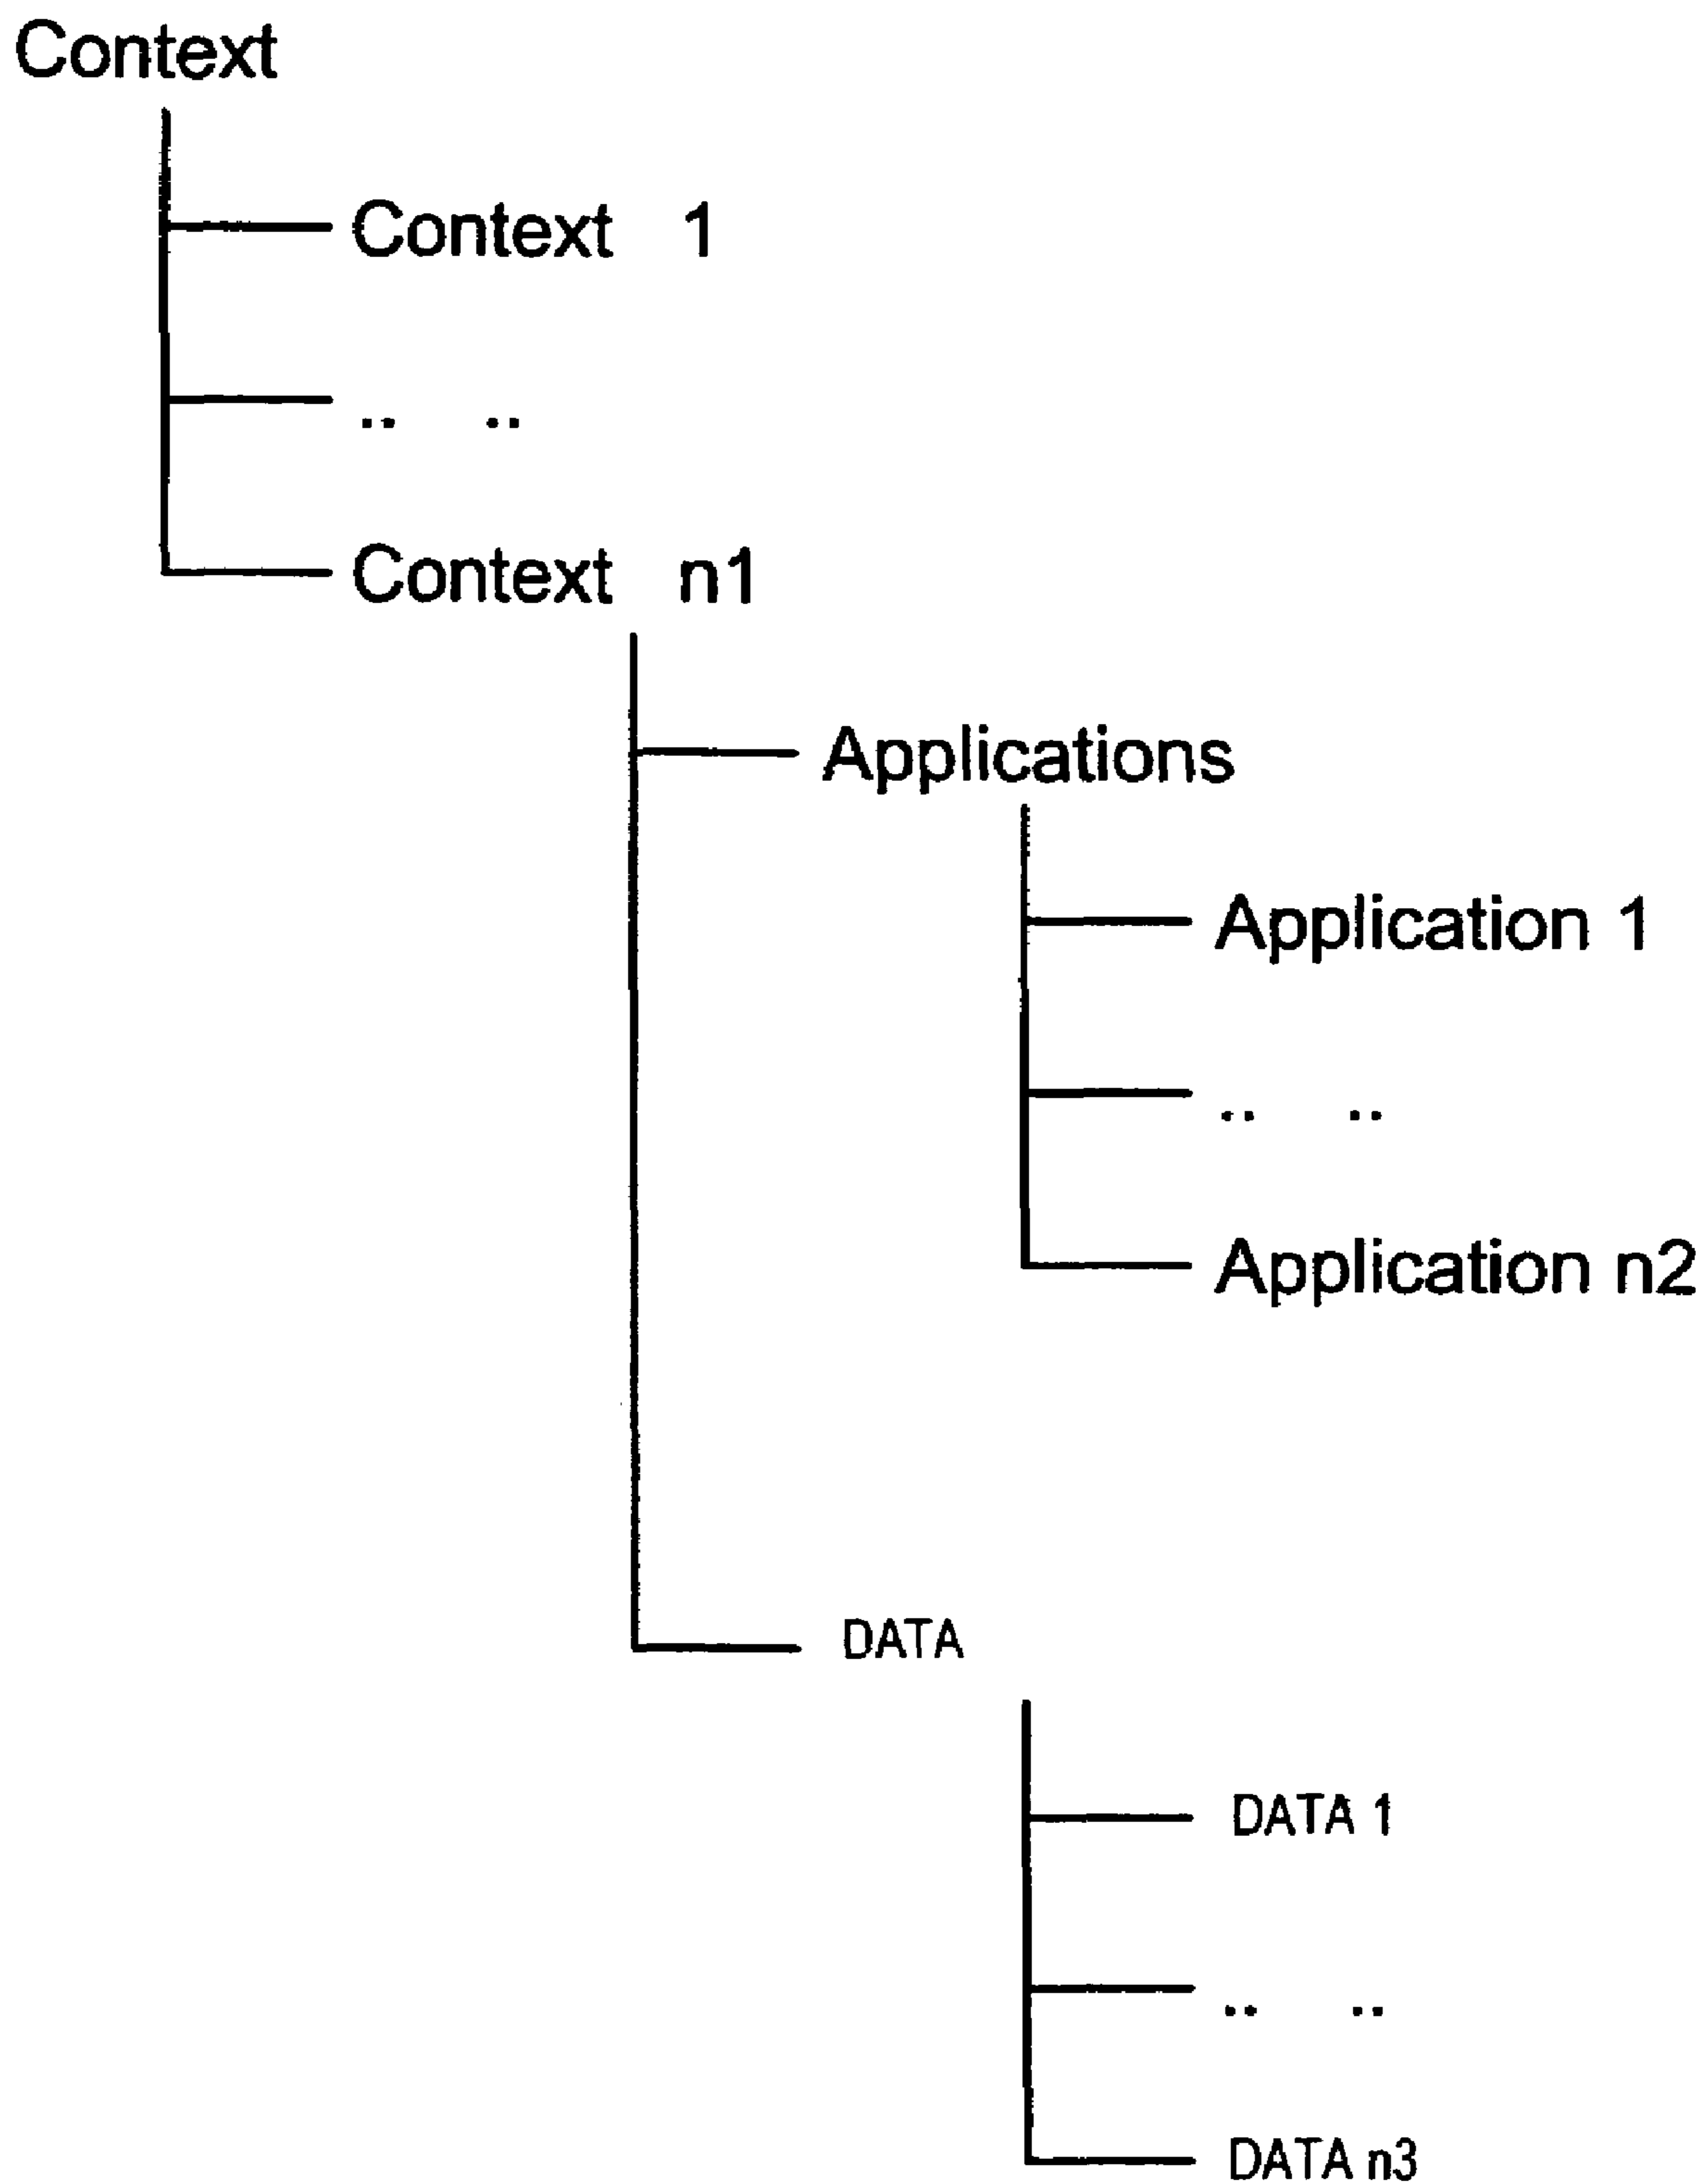 Context
Context 1
.. ..
Context n1
Applications
Application 1
.. ..
Application n2
DATA
DATA 1
.. ..
DATA n3